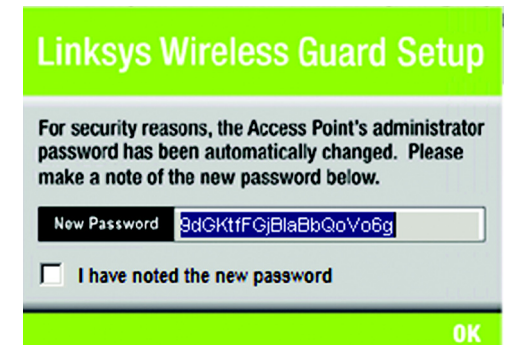 Linksys Wireless Guard Setup
For security reasons, the Access Point's administrator
password has been automatically changed.  Please
make a note of the new password below.
New Password 9dGKtfFGjBlaBbQoVo6g
I have noted the new password
OK